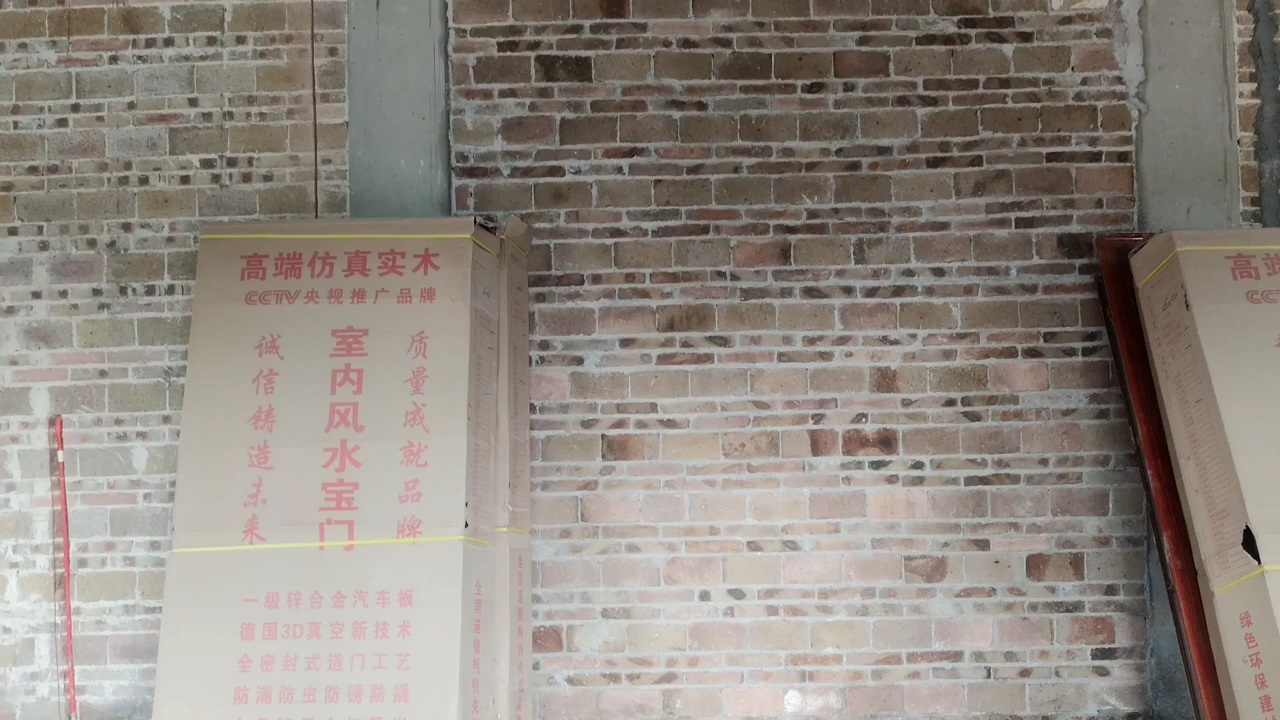 高端仿真实木
CCTV央视推广品牌
质量成就品牌
室内风水宝门
诚信铸造未来
一级锌合金汽车板
德国3D真空新技术
全密封式造门工艺
防潮防虫防锈防撬
高端
CC
绿色环保建